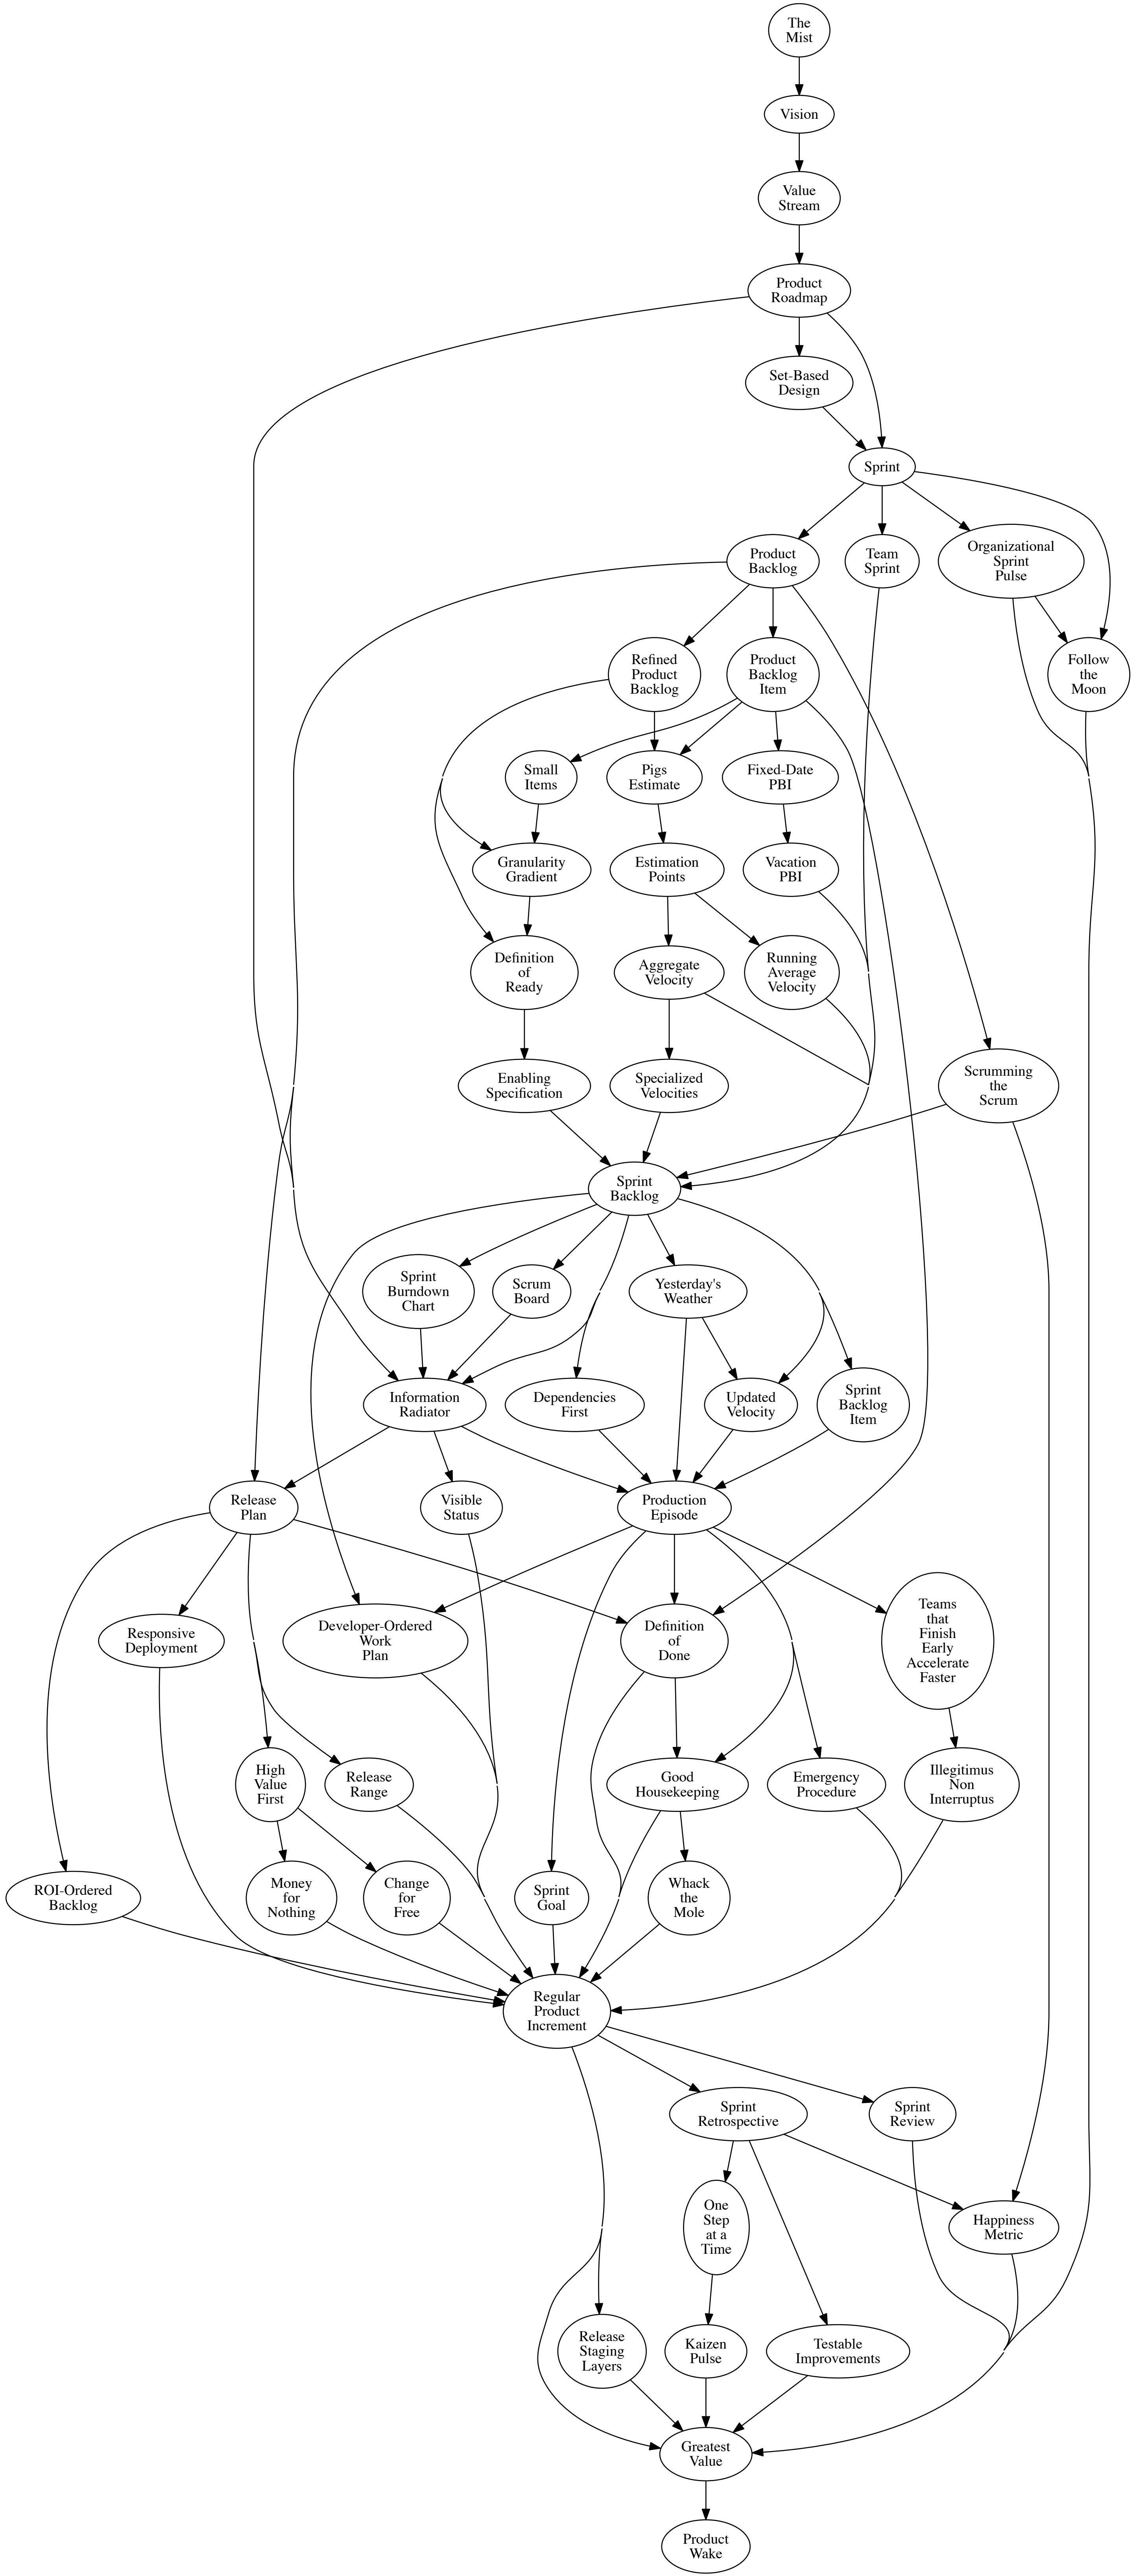 The
Mist
Vision
Value
Stream
Product
Roadmap
Set-Based
Design
Sprint
Product
Backlog
Team
Sprint
Organizational
Sprint
Pulse
Refined
Product
Backlog
Product
Backlog
Item
Follow
the
Moon
Small
Items
Pigs
Estimate
Fixed-Date
PBI
Granularity
Gradient
Estimation
Points
Vacation
PBI
Definition
of
Ready
Aggregate
Velocity
Running
Average
Velocity
Enabling
Specification
Specialized
Velocities
Scrumming
the
Scrum
Sprint
Backlog
Sprint
Burndown
Chart
Scrum
Board
Yesterday's
Weather
Information
Radiator
Dependencies
First
Updated
Velocity
Sprint
Backlog
Item
Release
Plan
Visible
Status
Production
Episode
Responsive
Deployment
Developer-Ordered
Work
Plan
Definition
of
Done
Teams
that
Finish
Early
Accelerate
Faster
High
Value
First
Release
Range
Good
Housekeeping
Emergency
Procedure
Illegitimus
Non
Interruptus
ROI-Ordered
Backlog
Money
for
Nothing
Change
for
Free
Sprint
Goal
Whack
the
Mole
Regular
Product
Increment
Sprint
Retrospective
Sprint
Review
One
Step
at a
Time
Happiness
Metric
Release
Staging
Layers
Kaizen
Pulse
Testable
Improvements
Greatest
Value
Product
Wake